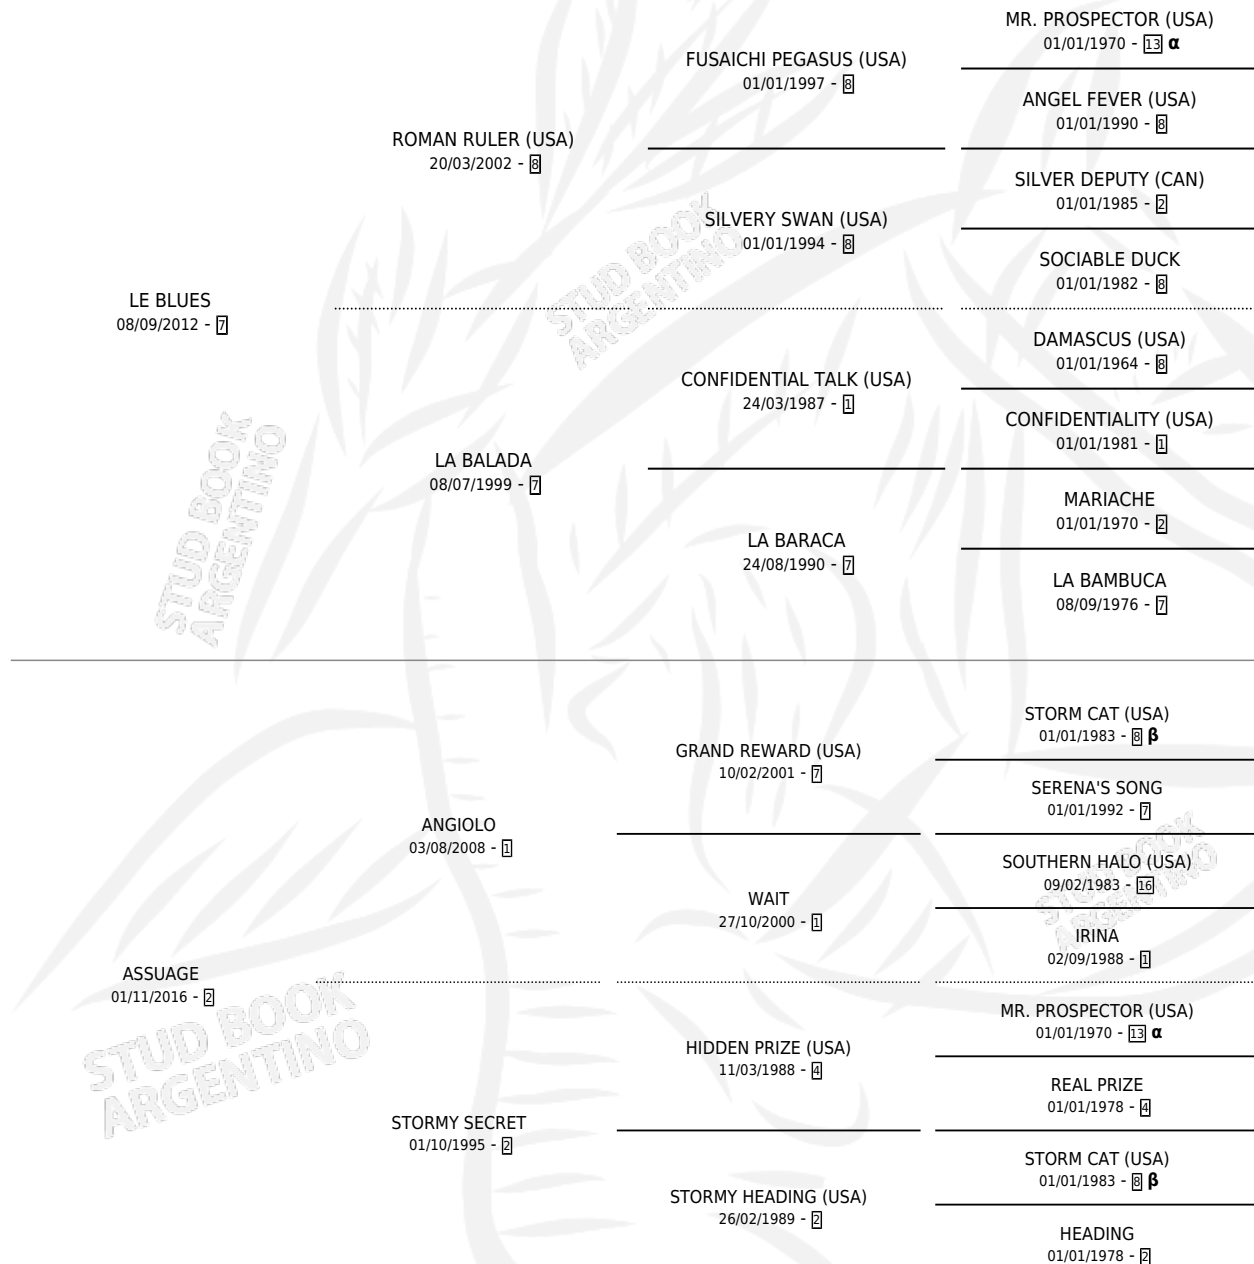 MR. PROSPECTOR (USA)
01/01/1970 - 13 α
FUSAICHI PEGASUS (USA)
01/01/1997 - 8
ANGEL FEVER (USA)
01/01/1990 - 8
ROMAN RULER (USA)
20/03/2002 - 8
SILVER DEPUTY (CAN)
01/01/1985 - 2
SILVERY SWAN (USA)
01/01/1994 - 8
SOCIABLE DUCK
01/01/1982 - 8
STUD BOOK
ARGENTINO
LE BLUES
08/09/2012 - 7
DAMASCUS (USA)
01/01/1964 - 8
CONFIDENTIAL TALK (USA)
24/03/1987 - 1
CONFIDENTIALITY (USA)
01/01/1981 - 1
LA BALADA
08/07/1999 - 7
MARIACHE
01/01/1970 - 2
LA BARACA
24/08/1990 - 7
LA BAMBUCA
08/09/1976 - 7
STUD BOOK
ARGENTINO
STORM CAT (USA)
01/01/1983 - 8 β
GRAND REWARD (USA)
10/02/2001 - 7
SERENA'S SONG
01/01/1992 - 7
ANGIOLO
03/08/2008 - 1
SOUTHERN HALO (USA)
09/02/1983 - 16
WAIT
27/10/2000 - 1
IRINA
02/09/1988 - 1
STUD BOOK
ARGENTINO
ASSUAGE
01/11/2016 - 2
MR. PROSPECTOR (USA)
01/01/1970 - 13 α
HIDDEN PRIZE (USA)
11/03/1988 - 4
REAL PRIZE
01/01/1978 - 4
STUD BOOK
ARGENTINO
STORMY SECRET
01/10/1995 - 2
STORM CAT (USA)
01/01/1983 - 8 β
STORMY HEADING (USA)
26/02/1989 - 2
HEADING
01/01/1978 - 2